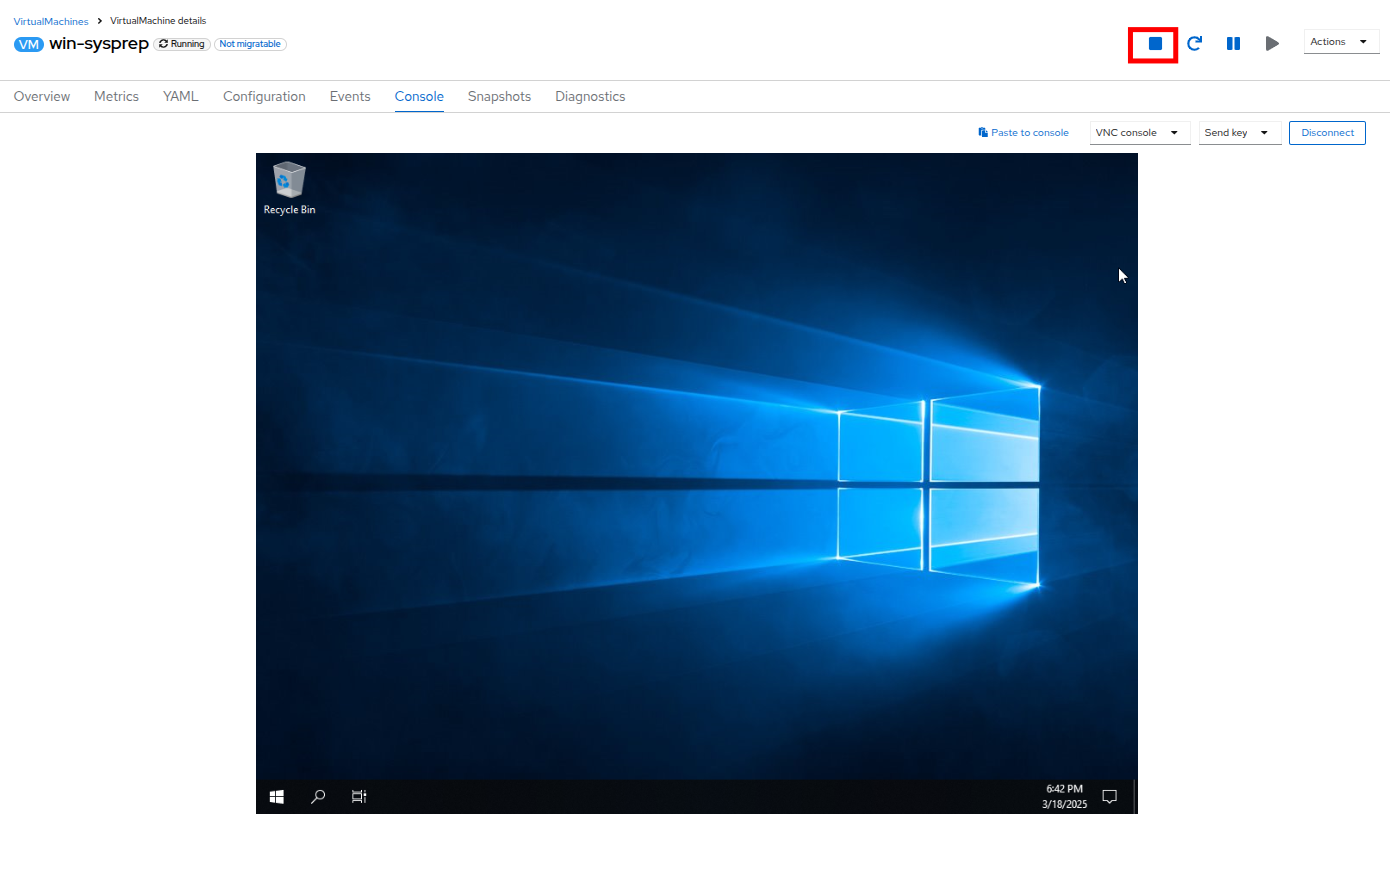 VirtualMachines > VirtualMachine details
VM win-sysprep Running Not migratable
Actions
Overview Metrics YAML Configuration Events Console Snapshots Diagnostics
Paste to console VNC console Send key Disconnect
Recycle Bin
6:42 PM
3/18/2025